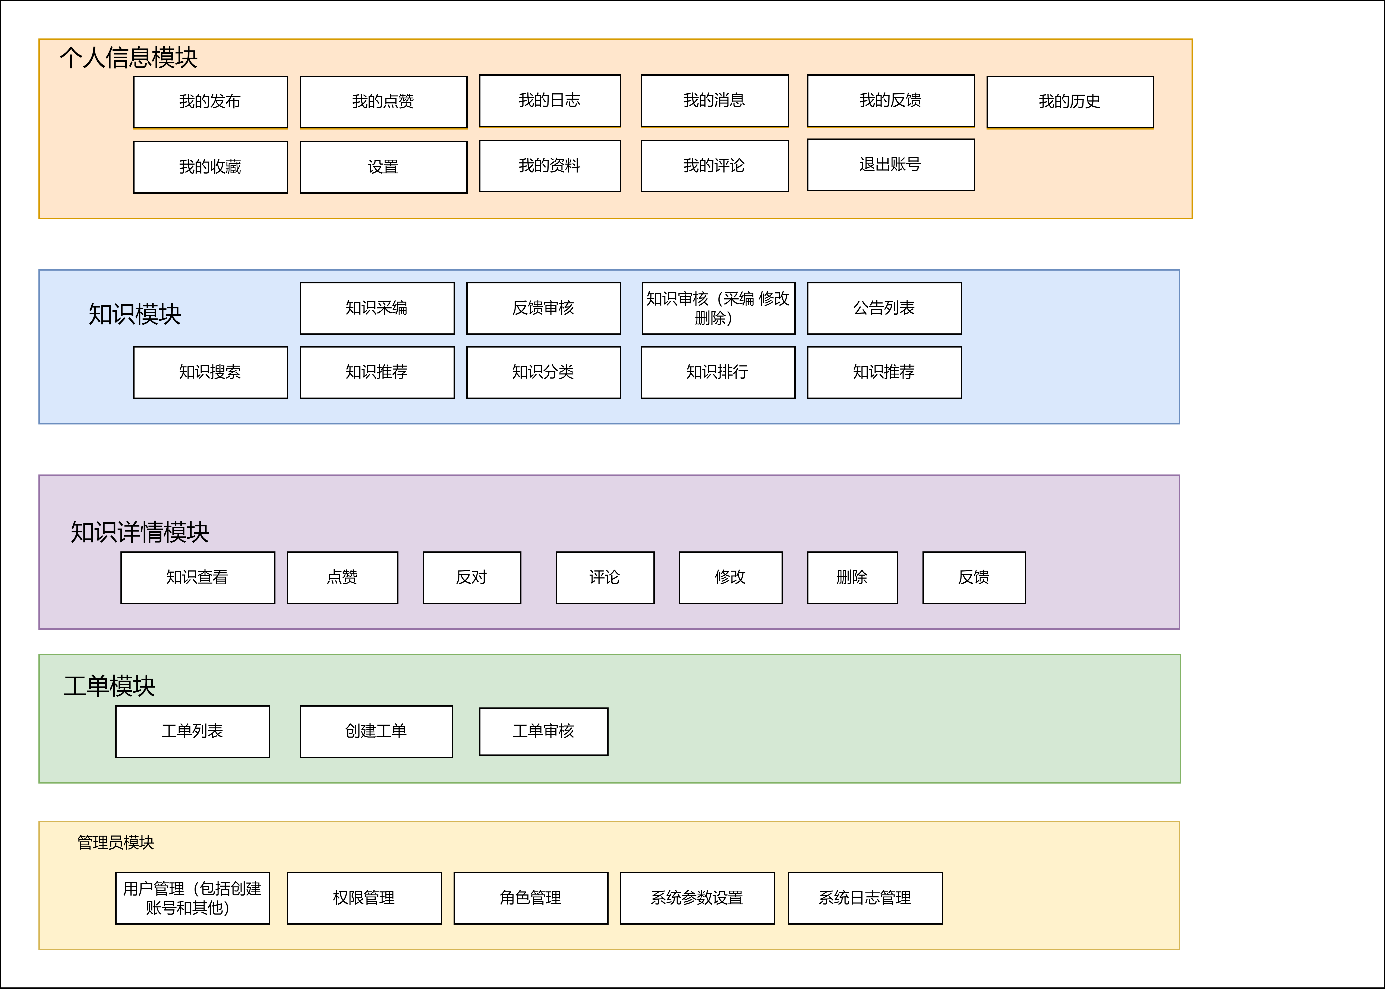 个人信息模块
我的发布
我的点赞
我的日志
我的消息
我的反馈
我的历史
我的收藏
设置
我的资料
我的评论
退出账号
知识模块
知识采编
反馈审核
知识审核（采编 修改
删除）
公告列表
知识搜索
知识推荐
知识分类
知识排行
知识推荐
知识详情模块
知识查看
点赞
反对
评论
修改
删除
反馈
工单模块
工单列表
创建工单
工单审核
管理员模块
用户管理（包括创建
账号和其他）
权限管理
角色管理
系统参数设置
系统日志管理